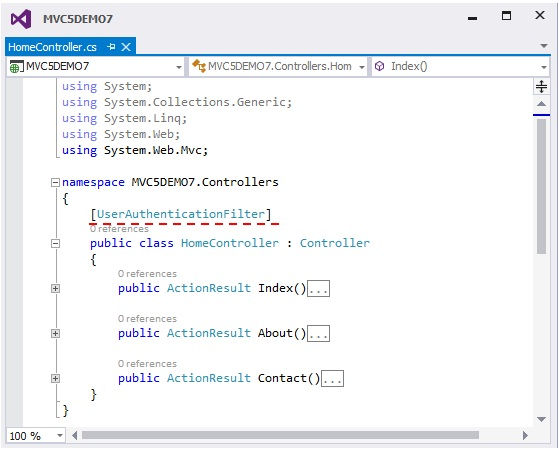 MVC5DEMO7
HomeController.cs
MVC5DEMO7 MVC5DEMO7.Controllers.Hom Index()
using System;
using System.Collections.Generic;
using System.Linq;
using System.Web;
using System.Web.Mvc;
namespace MVC5DEMO7.Controllers
{
[UserAuthenticationFilter]
0 references
public class HomeController : Controller
{
0 references
public ActionResult Index()...
0 references
public ActionResult About()...
0 references
public ActionResult Contact()...
}
}
100 %